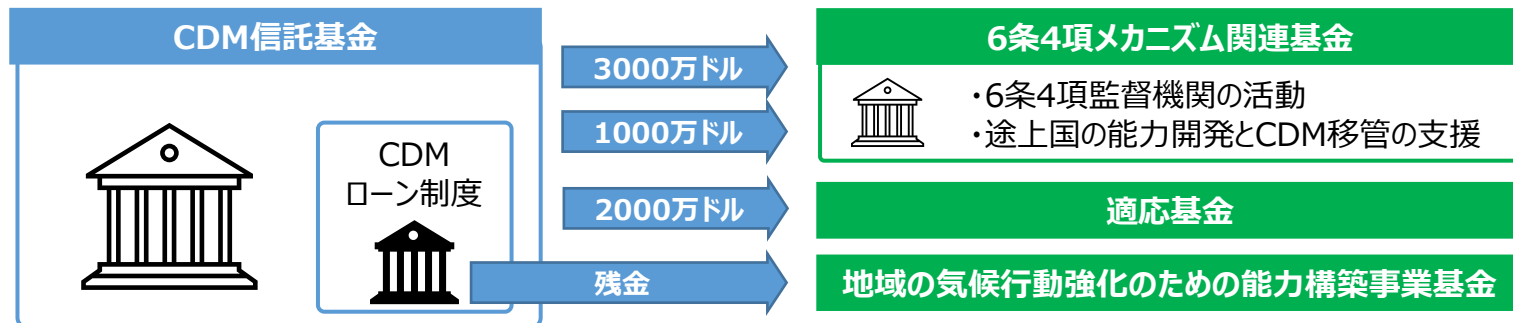 CDM信託基金
CDM
ローン制度
3000万ドル
1000万ドル
2000万ドル
残金
6条4項メカニズム関連基金
・6条4項監督機関の活動
・途上国の能力開発とCDM移管の支援
適応基金
地域の気候行動強化のための能力構築事業基金